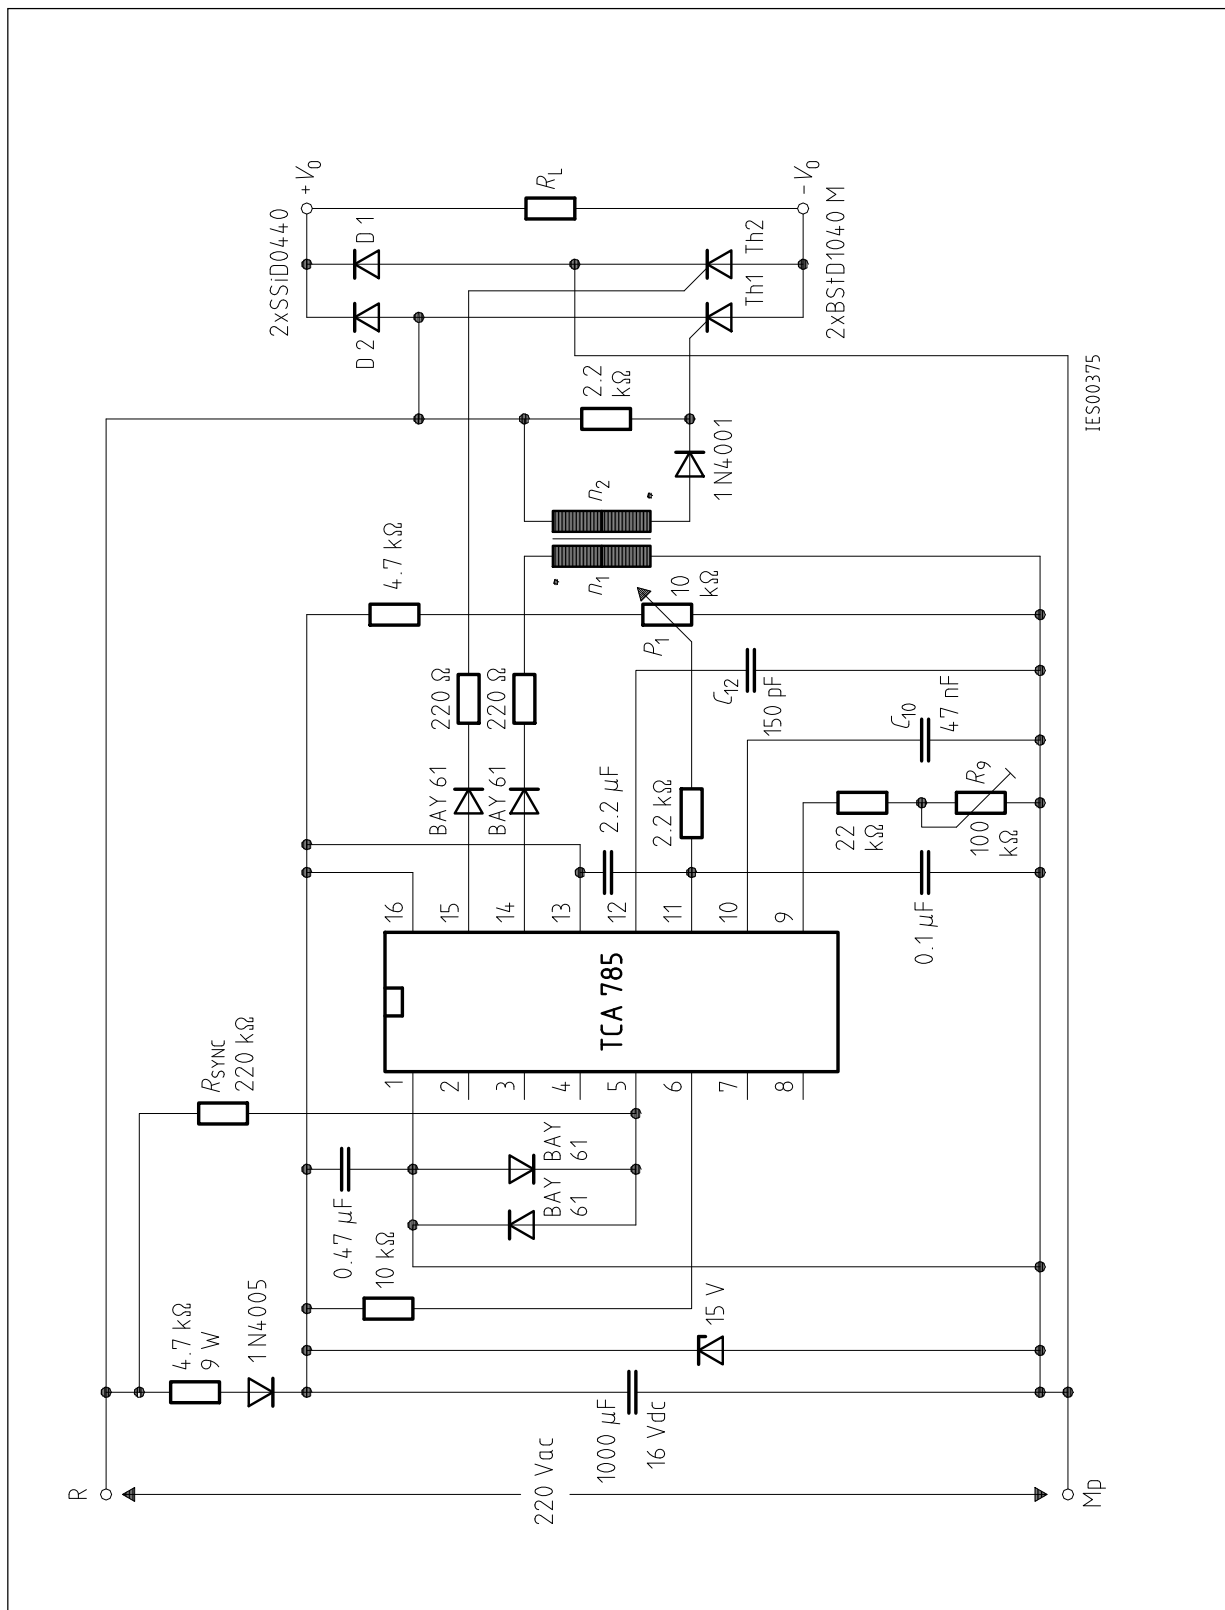 R
220 Vac
Mp
4.7 kΩ
9 W
1N4005
1000 µF
16 Vdc
15 V
10 kΩ
0.47 µF
BAY
61
BAY
61
RSYNC
220 kΩ
1
2
3
4
5
6
7
8
TCA 785
16
15
14
13
12
11
10
9
BAY 61
BAY 61
220 Ω
220 Ω
2.2 µF
2.2 kΩ
0.1 µF
22
kΩ
R9
100
kΩ
C10
47 nF
C12
150 pF
P1
10
kΩ
4.7 kΩ
*
n1
n2
*
1N4001
2.2
kΩ
2xSSiD0440
D2
D1
+V0
RL
-V0
Th1
Th2
2xBStD1040 M
IES00375